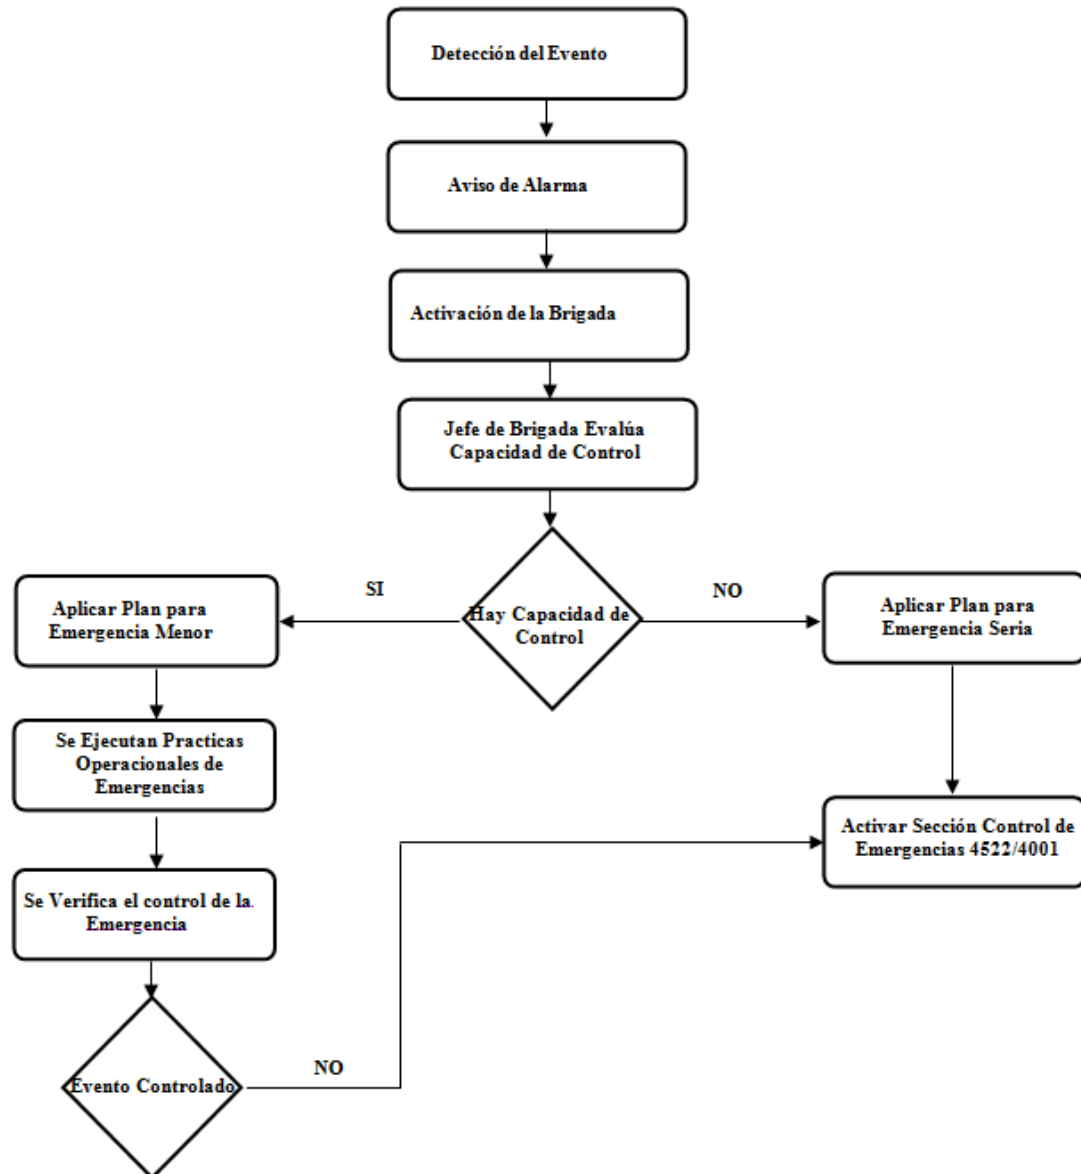 Detección del Evento
Aviso de Alarma
Activación de la Brigada
Jefe de Brigada Evalúa
Capacidad de Control
Hay Capacidad de
Control
SI
NO
Aplicar Plan para
Emergencia Menor
Aplicar Plan para
Emergencia Seria
Se Ejecutan Practicas
Operacionales de
Emergencias
Activar Sección Control de
Emergencias 4522/4001
Se Verifica el control de la.
Emergencia
Evento Controlado
NO